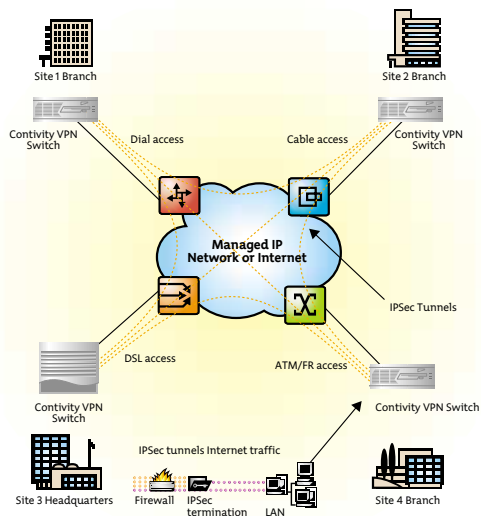 Site 1 Branch
Site 2 Branch
Contivity VPN
Switch
Dial access
Cable access
Contivity VPN
Switch
Managed IP
Network or Internet
IPSec Tunnels
DSL access
ATM/FR access
Contivity VPN
Switch
Contivity VPN Switch
IPSec tunnels Internet traffic
Site 3 Headquarters
Firewall
IPSec
termination
LAN
Site 4 Branch